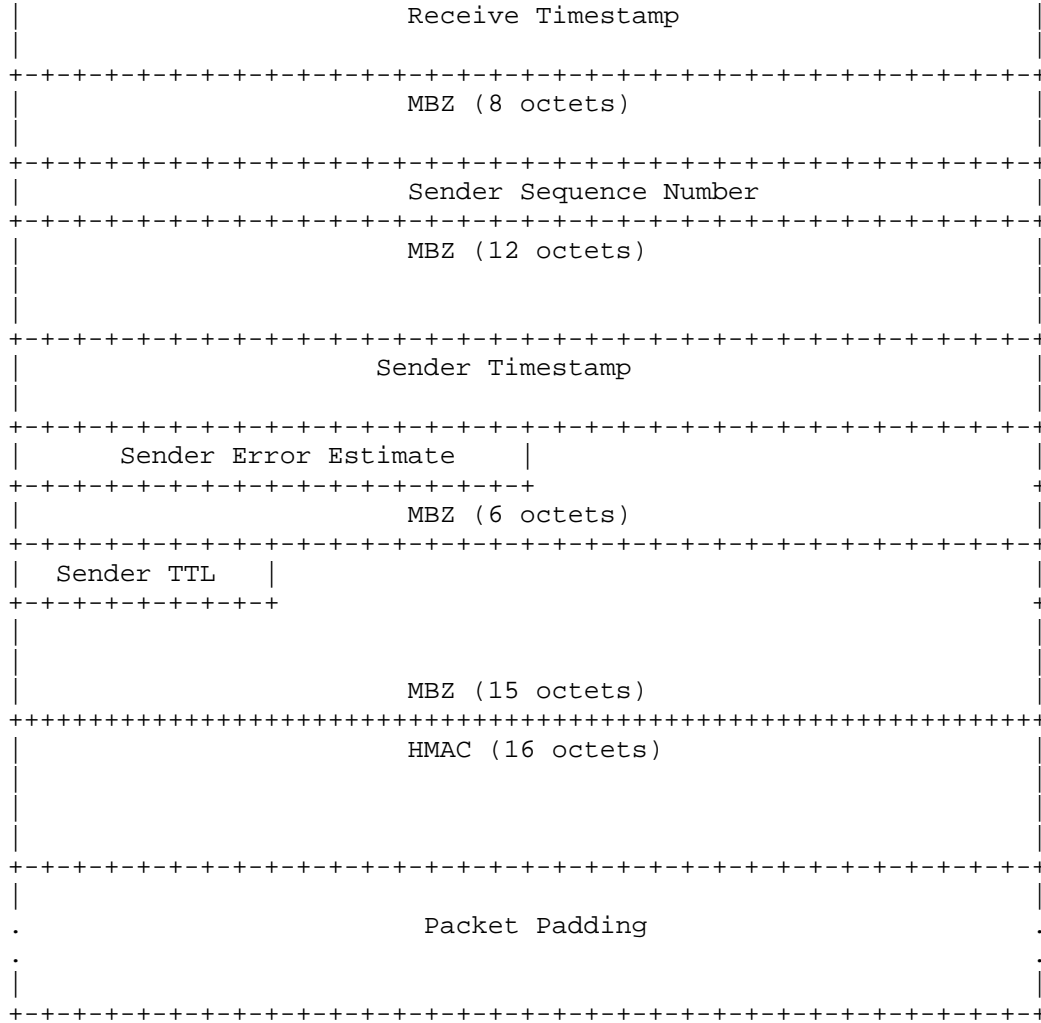 Receive Timestamp
MBZ (8 octets)
Sender Sequence Number
MBZ (12 octets)
Sender Timestamp
Sender Error Estimate
MBZ (6 octets)
Sender TTL
MBZ (15 octets)
HMAC (16 octets)
Packet Padding